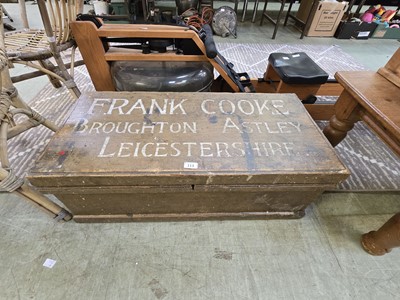 FRANK COOKE.
BROUGHTON ASTLEY
LEICESTERSHIRE.